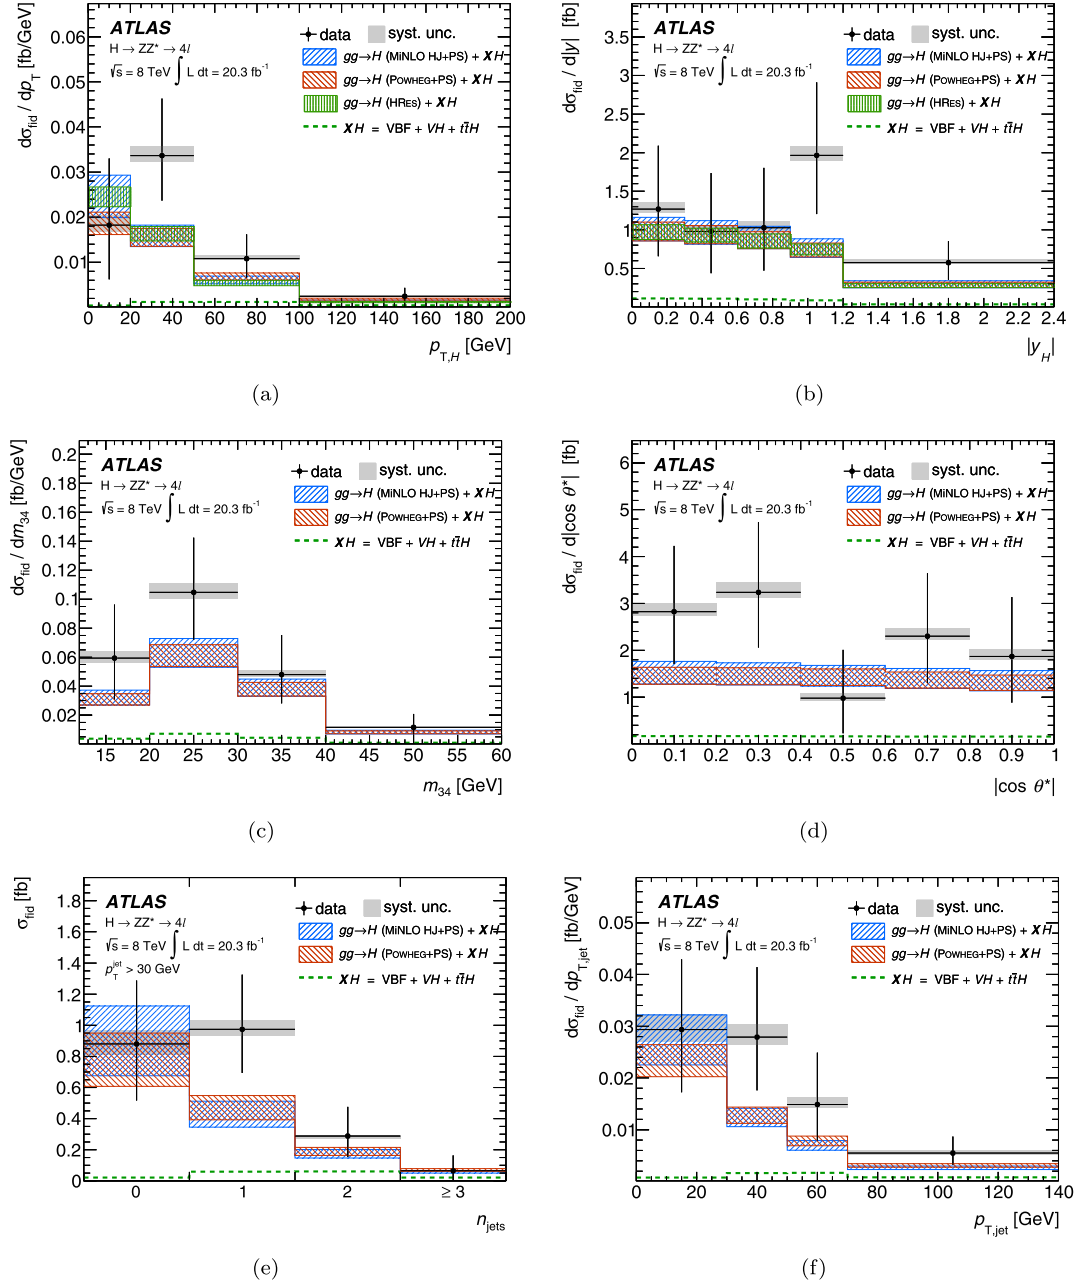 ATLAS
H → ZZ* → 4l
√s = 8 TeV ∫ L dt = 20.3 fb⁻¹
data syst. unc.
gg→H (MiNLO HJ+PS) + XH
gg→H (POWHEG+PS) + XH
gg→H (HRES) + XH
XH = VBF + VH + tt̄H
dσfid / dpT [fb/GeV]
0.06
0.05
0.04
0.03
0.02
0.01
0 20 40 60 80 100 120 140 160 180 200
pT,H [GeV]
(a)
ATLAS
H → ZZ* → 4l
√s = 8 TeV ∫ L dt = 20.3 fb⁻¹
data syst. unc.
gg→H (MiNLO HJ+PS) + XH
gg→H (POWHEG+PS) + XH
gg→H (HRES) + XH
XH = VBF + VH + tt̄H
dσfid / d|y| [fb]
3.5
3
2.5
2
1.5
1
0.5
0 0.2 0.4 0.6 0.8 1 1.2 1.4 1.6 1.8 2 2.2 2.4
|yH|
(b)
ATLAS
H → ZZ* → 4l
√s = 8 TeV ∫ L dt = 20.3 fb⁻¹
data syst. unc.
gg→H (MiNLO HJ+PS) + XH
gg→H (POWHEG+PS) + XH
XH = VBF + VH + tt̄H
dσfid / dm34 [fb/GeV]
0.2
0.18
0.16
0.14
0.12
0.1
0.08
0.06
0.04
0.02
15 20 25 30 35 40 45 50 55 60
m34 [GeV]
(c)
ATLAS
H → ZZ* → 4l
√s = 8 TeV ∫ L dt = 20.3 fb⁻¹
data syst. unc.
gg→H (MiNLO HJ+PS) + XH
gg→H (POWHEG+PS) + XH
XH = VBF + VH + tt̄H
dσfid / d|cos θ*| [fb]
6
5
4
3
2
1
0 0.1 0.2 0.3 0.4 0.5 0.6 0.7 0.8 0.9 1
|cos θ*|
(d)
ATLAS
H → ZZ* → 4l
√s = 8 TeV ∫ L dt = 20.3 fb⁻¹
pTjet > 30 GeV
data syst. unc.
gg→H (MiNLO HJ+PS) + XH
gg→H (POWHEG+PS) + XH
XH = VBF + VH + tt̄H
σfid [fb]
1.8
1.6
1.4
1.2
1
0.8
0.6
0.4
0.2
0
0 1 2 ≥ 3
njets
(e)
ATLAS
H → ZZ* → 4l
√s = 8 TeV ∫ L dt = 20.3 fb⁻¹
data syst. unc.
gg→H (MiNLO HJ+PS) + XH
gg→H (POWHEG+PS) + XH
XH = VBF + VH + tt̄H
dσfid / dpT,jet [fb/GeV]
0.05
0.04
0.03
0.02
0.01
0 20 40 60 80 100 120 140
pT,jet [GeV]
(f)